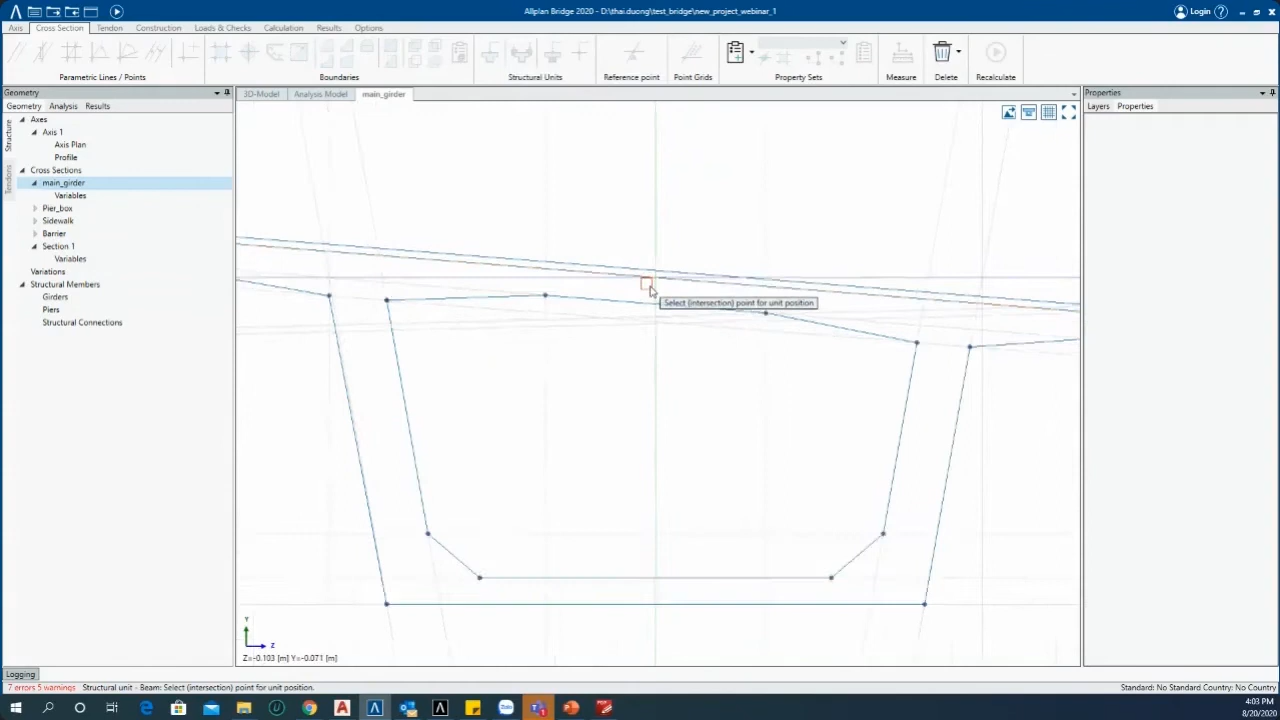 Allplan Bridge 2020 - D:\thai.duong\test_bridge\new_project_webinar_1
Login
Axis Cross Section Tendon Construction Loads & Checks Calculation Results Options
Parametric Lines / Points Boundaries Structural Units Reference point Point Grids Property Sets Measure Delete Recalculate
Geometry 3D-Model Analysis Model main_girder Properties
Geometry Analysis Results
Layers Properties
Structure
Tendons
Axes
Axis 1
Axis Plan
Profile
Cross Sections
main_girder
Variables
Pier_box
Sidewalk
Barrier
Section 1
Variables
Variations
Structural Members
Girders
Piers
Structural Connections
Select (intersection) point for unit position
Y
Z
Z=-0.103 [m] Y=-0.071 [m]
Logging
7 errors 5 warnings Structural unit - Beam: Select (intersection) point for unit position.
Standard: No Standard Country: No Country
4:03 PM
8/20/2020